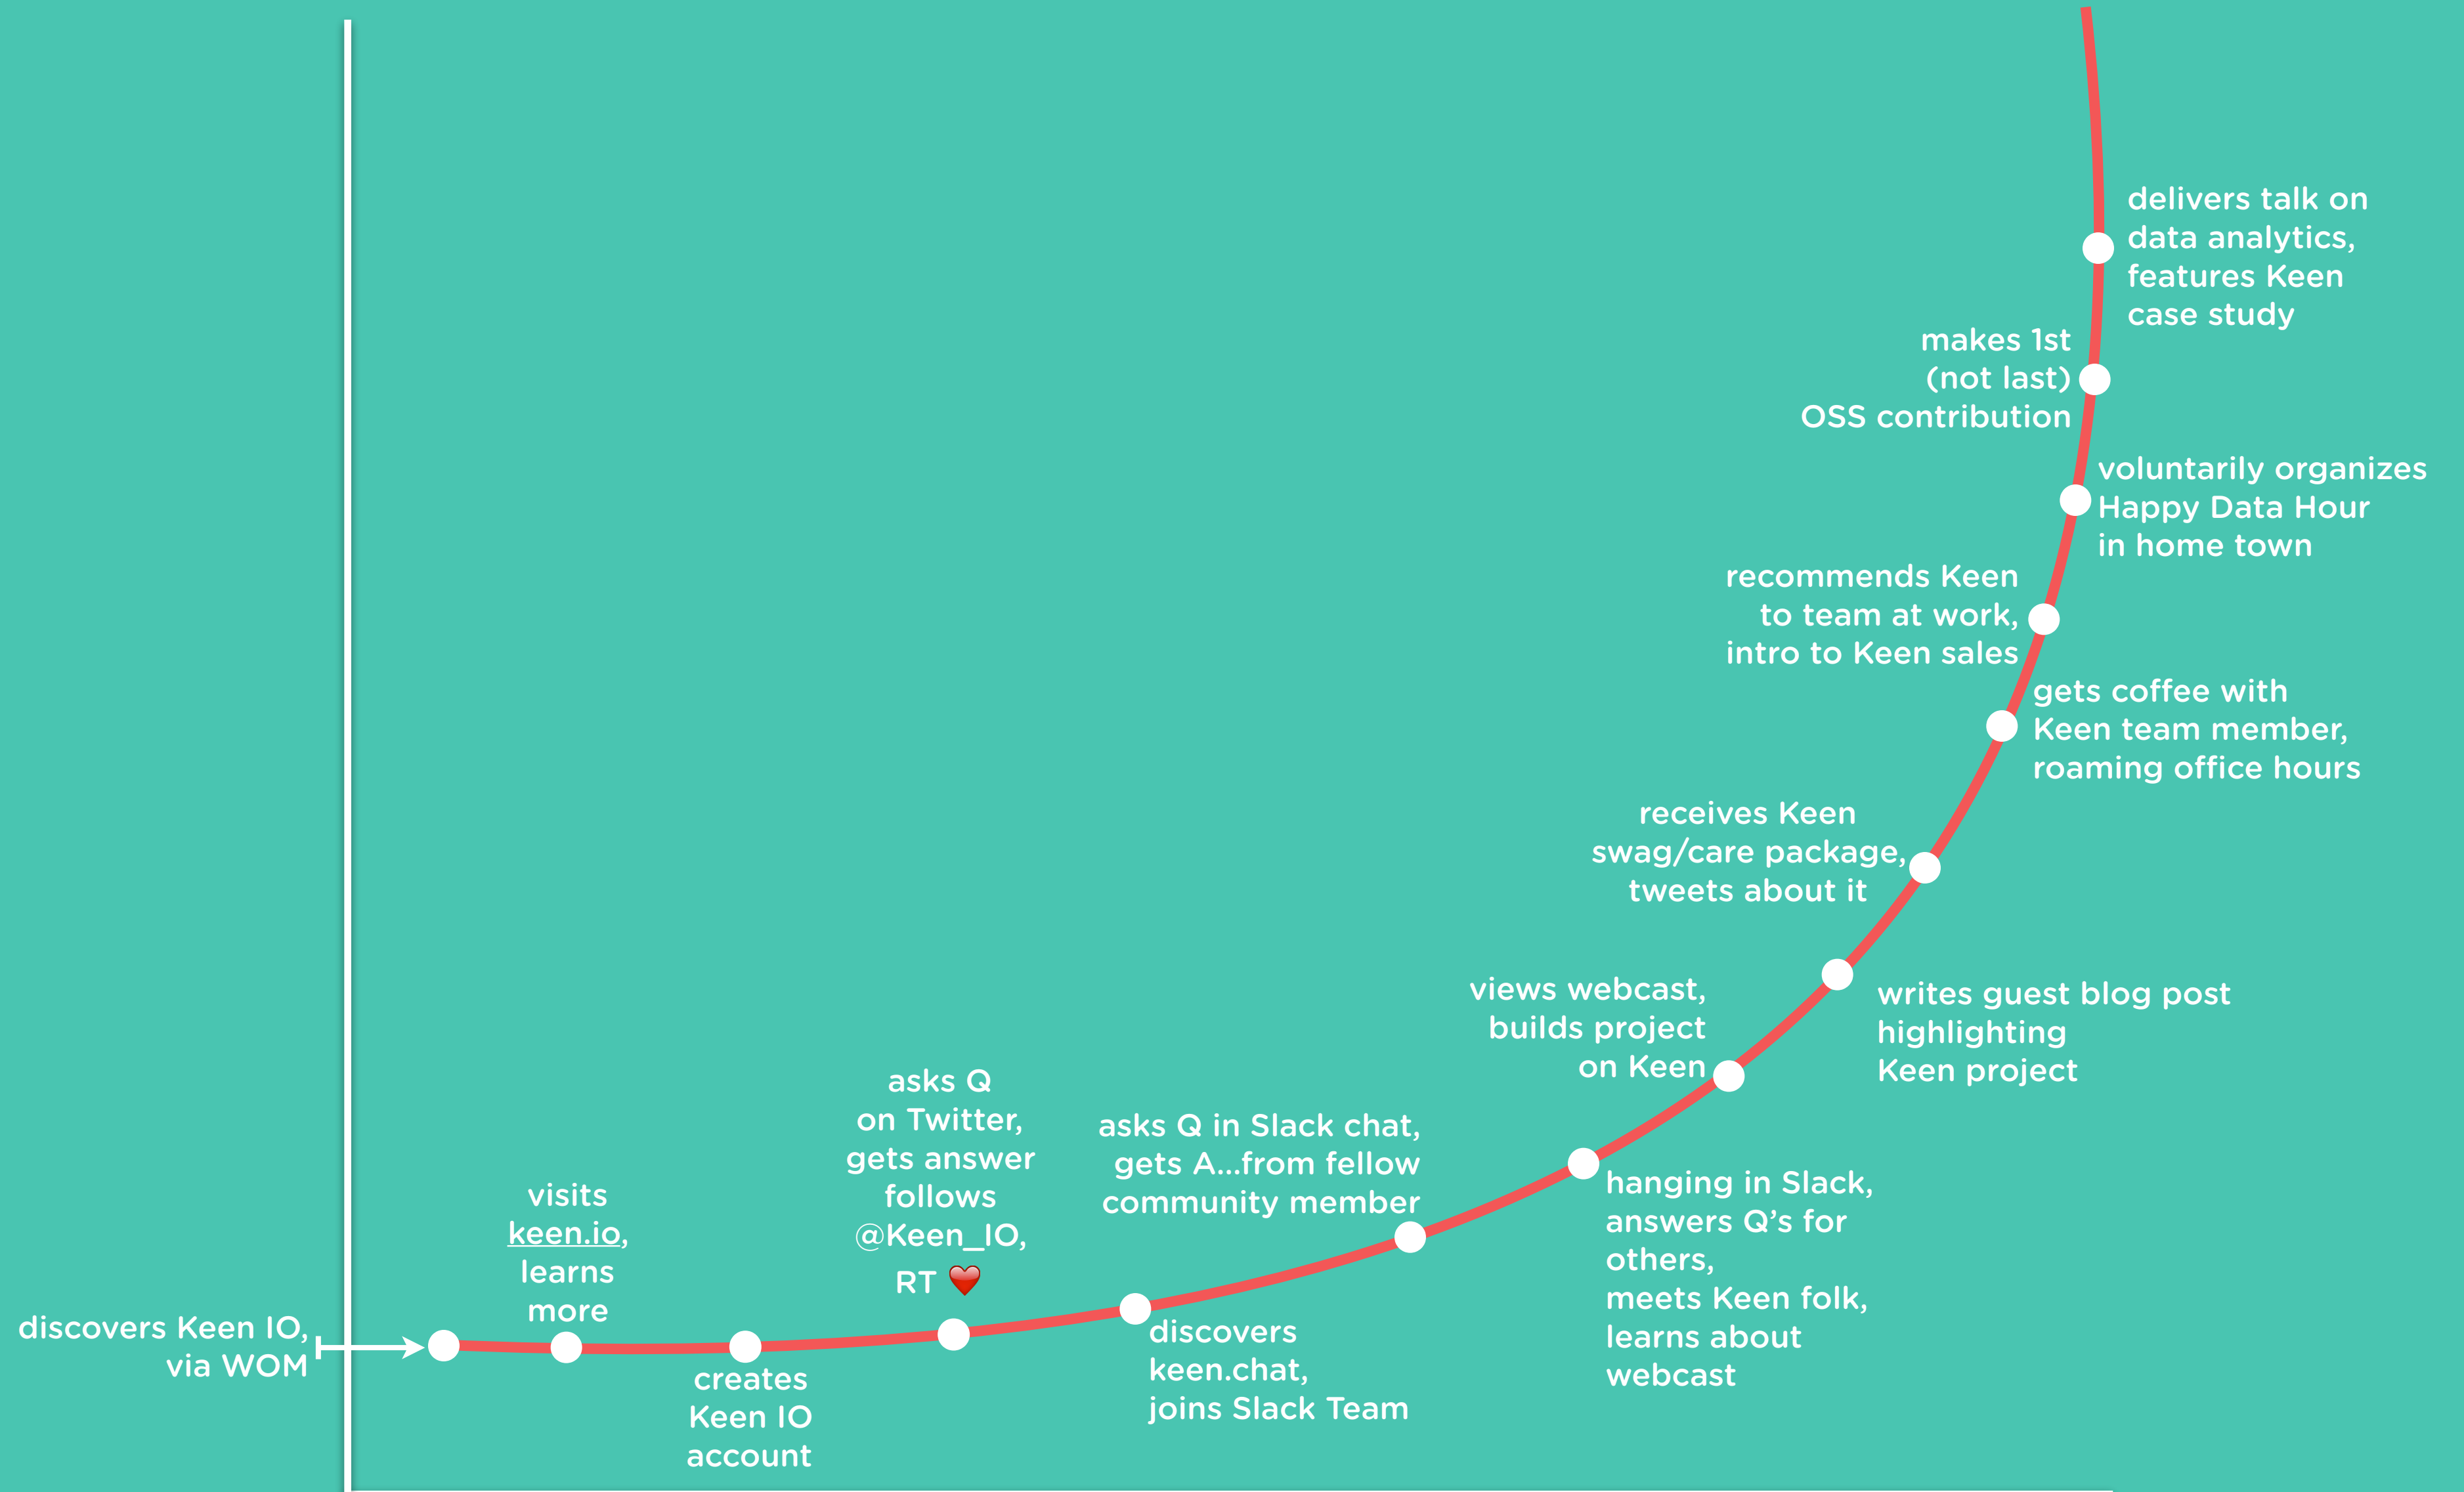 discovers Keen IO,
via WOM
visits
keen.io,
learns
more
creates
Keen IO
account
asks Q
on Twitter,
gets answer
follows
@Keen_IO,
RT ❤️
discovers
keen.chat,
joins Slack Team
asks Q in Slack chat,
gets A...from fellow
community member
hanging in Slack,
answers Q’s for
others,
meets Keen folk,
learns about
webcast
views webcast,
builds project
on Keen
writes guest blog post
highlighting
Keen project
receives Keen
swag/care package,
tweets about it
gets coffee with
Keen team member,
roaming office hours
recommends Keen
to team at work,
intro to Keen sales
voluntarily organizes
Happy Data Hour
in home town
makes 1st
(not last)
OSS contribution
delivers talk on
data analytics,
features Keen
case study